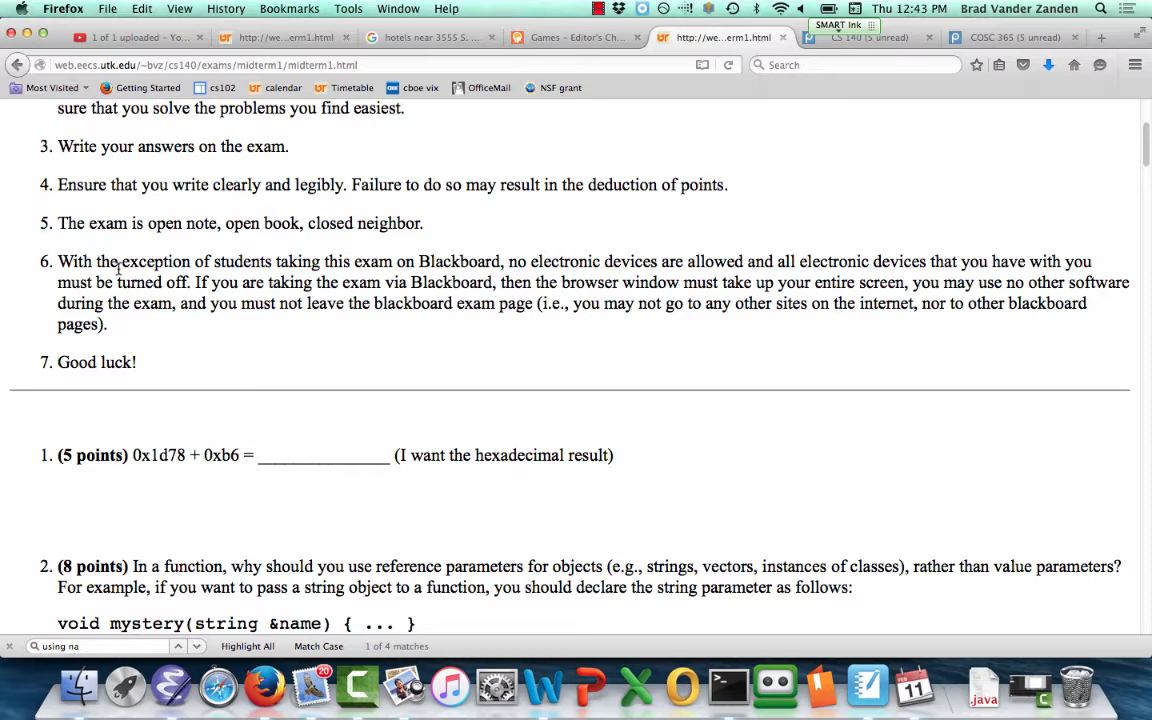 Firefox File Edit View History Bookmarks Tools Window Help Thu 12:43 PM Brad Vander Zanden
SMART Ink
1 of 1 uploaded - Yo... http://we...erm1.html hotels near 3555 S. ... Games - Editor's Ch... http://we...erm1.html CS 140 (5 unread) COSC 365 (5 unread)
web.eecs.utk.edu/~bvz/cs140/exams/midterm1/midterm1.html Search
Most Visited Getting Started cs102 calendar Timetable cboe vix OfficeMail NSF grant
sure that you solve the problems you find easiest.
3. Write your answers on the exam.
4. Ensure that you write clearly and legibly. Failure to do so may result in the deduction of points.
5. The exam is open note, open book, closed neighbor.
6. With the exception of students taking this exam on Blackboard, no electronic devices are allowed and all electronic devices that you have with you
must be turned off. If you are taking the exam via Blackboard, then the browser window must take up your entire screen, you may use no other software
during the exam, and you must not leave the blackboard exam page (i.e., you may not go to any other sites on the internet, nor to other blackboard
pages).
7. Good luck!
1. (5 points) 0x1d78 + 0xb6 = ______________ (I want the hexadecimal result)
2. (8 points) In a function, why should you use reference parameters for objects (e.g., strings, vectors, instances of classes), rather than value parameters?
For example, if you want to pass a string object to a function, you should declare the string parameter as follows:
void mystery(string &name) { ... }
using na Highlight All Match Case 1 of 4 matches
20
FEB
11
.java